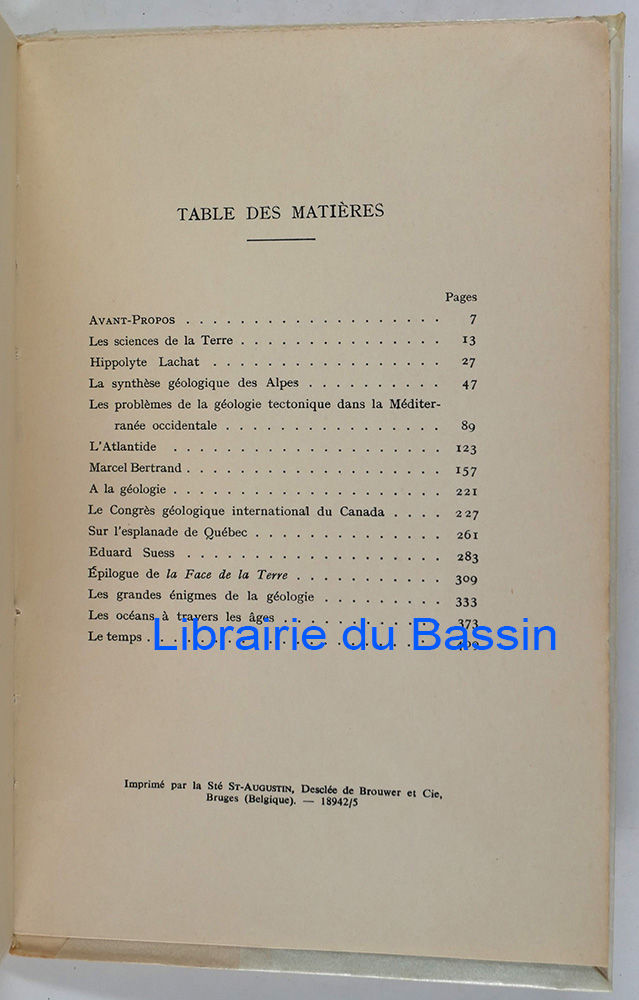 TABLE DES MATIÈRES
Pages
AVANT-PROPOS . . . . . . . . . . . . . . . . . . . 7
Les sciences de la Terre . . . . . . . . . . . . . . . 13
Hippolyte Lachat . . . . . . . . . . . . . . . . . 27
La synthèse géologique des Alpes . . . . . . . . . . 47
Les problèmes de la géologie tectonique dans la Méditer-
ranée occidentale . . . . . . . . . . . . . . . . 89
L'Atlantide . . . . . . . . . . . . . . . . . . . . 123
Marcel Bertrand . . . . . . . . . . . . . . . . . . . 157
A la géologie . . . . . . . . . . . . . . . . . . . . 221
Le Congrès géologique international du Canada . . . . 227
Sur l'esplanade de Québec . . . . . . . . . . . . . . 261
Eduard Suess . . . . . . . . . . . . . . . . . . . 283
Épilogue de la Face de la Terre . . . . . . . . . . . 309
Les grandes énigmes de la géologie . . . . . . . . . 333
Les océans à travers les âges . . . . . . . . . . . 373
Le temps . . . . . . . . . . . . . . . . . . . . . 409
Librairie du Bassin
Imprimé par la Sté ST-AUGUSTIN, Desclée de Brouwer et Cie,
Bruges (Belgique). — 18942/5